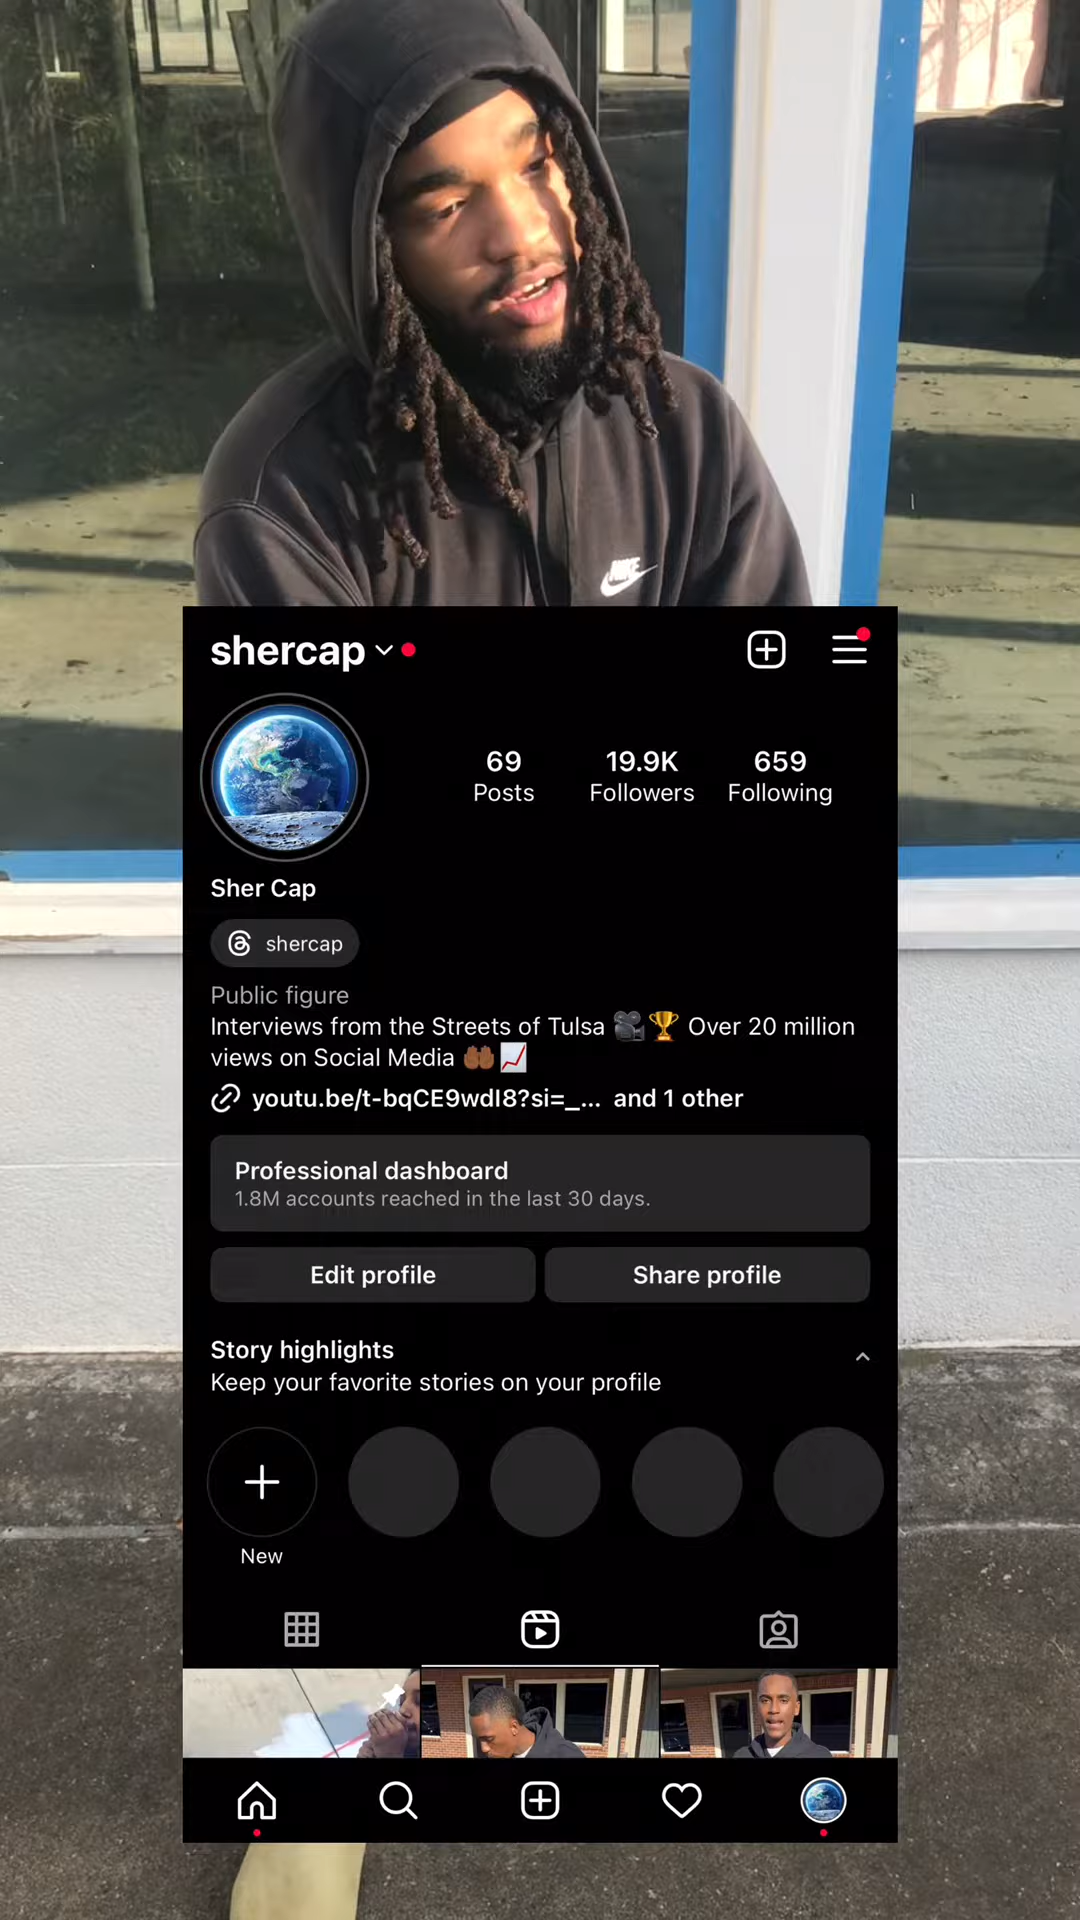 NIKE
shercap
69
19.9K
659
Posts
Followers
Following
Sher Cap
shercap
Public figure
Interviews from the Streets of Tulsa 🎥🏆 Over 20 million
views on Social Media 🤲🏾📈
youtu.be/t-bqCE9wdI8?si=_... and 1 other
Professional dashboard
1.8M accounts reached in the last 30 days.
Edit profile
Share profile
Story highlights
Keep your favorite stories on your profile
New